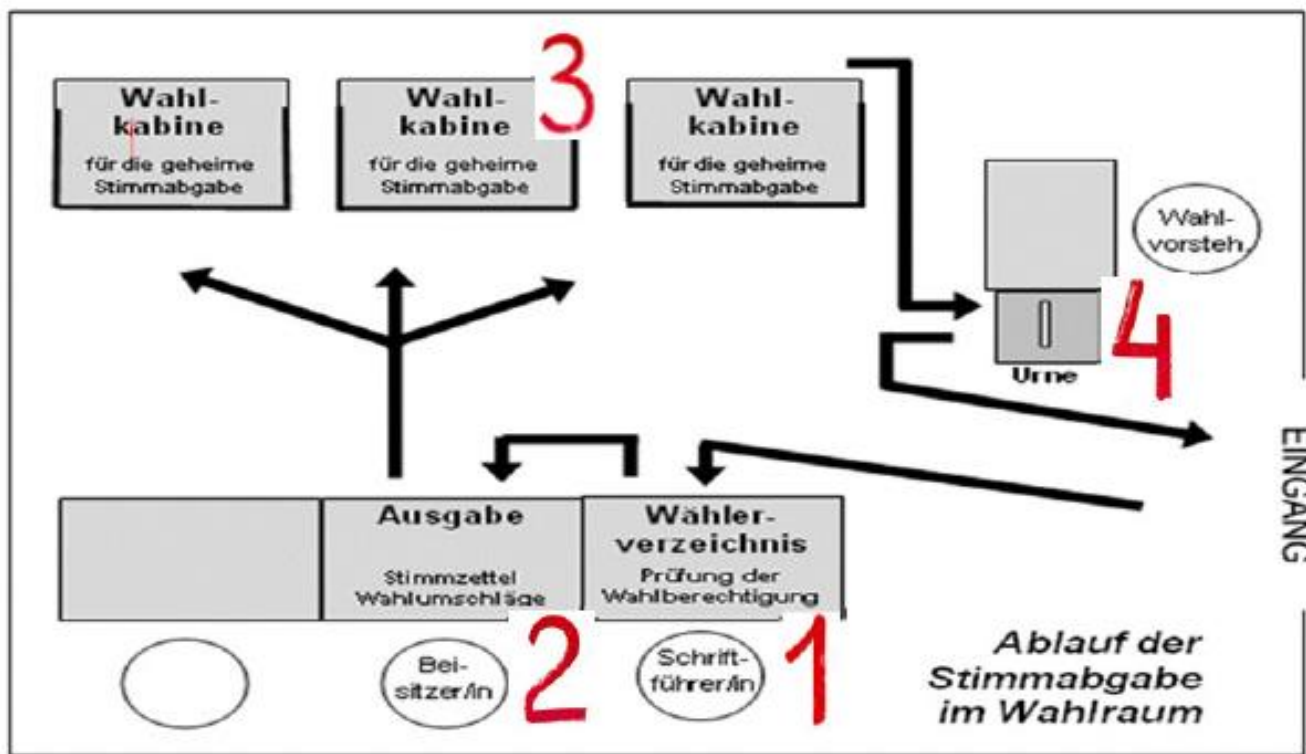 Wahl-
kabine
für die geheime
Stimmabgabe
Wahl-
kabine
für die geheime
Stimmabgabe
3
Wahl-
kabine
für die geheime
Stimmabgabe
Wahl-
vorsteh.
4
Urne
EINGANG
Ausgabe
Stimmzettel
Wahlumschläge
Wähler-
verzeichnis
Prüfung der
Wahlberechtigung
Bei-
sitzer/in
2
Schrift-
führer/in
1
Ablauf der
Stimmabgabe
im Wahlraum